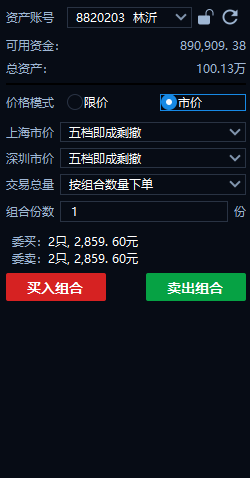 资产账号 8820203 林沂
可用资金: 890,909.38
总资产: 100.13万
价格模式 限价 市价
上海市价 五档即成剩撤
深圳市价 五档即成剩撤
交易总量 按组合数量下单
组合份数 1 份
委买: 2只, 2,859.60元
委卖: 2只, 2,859.60元
买入组合 卖出组合